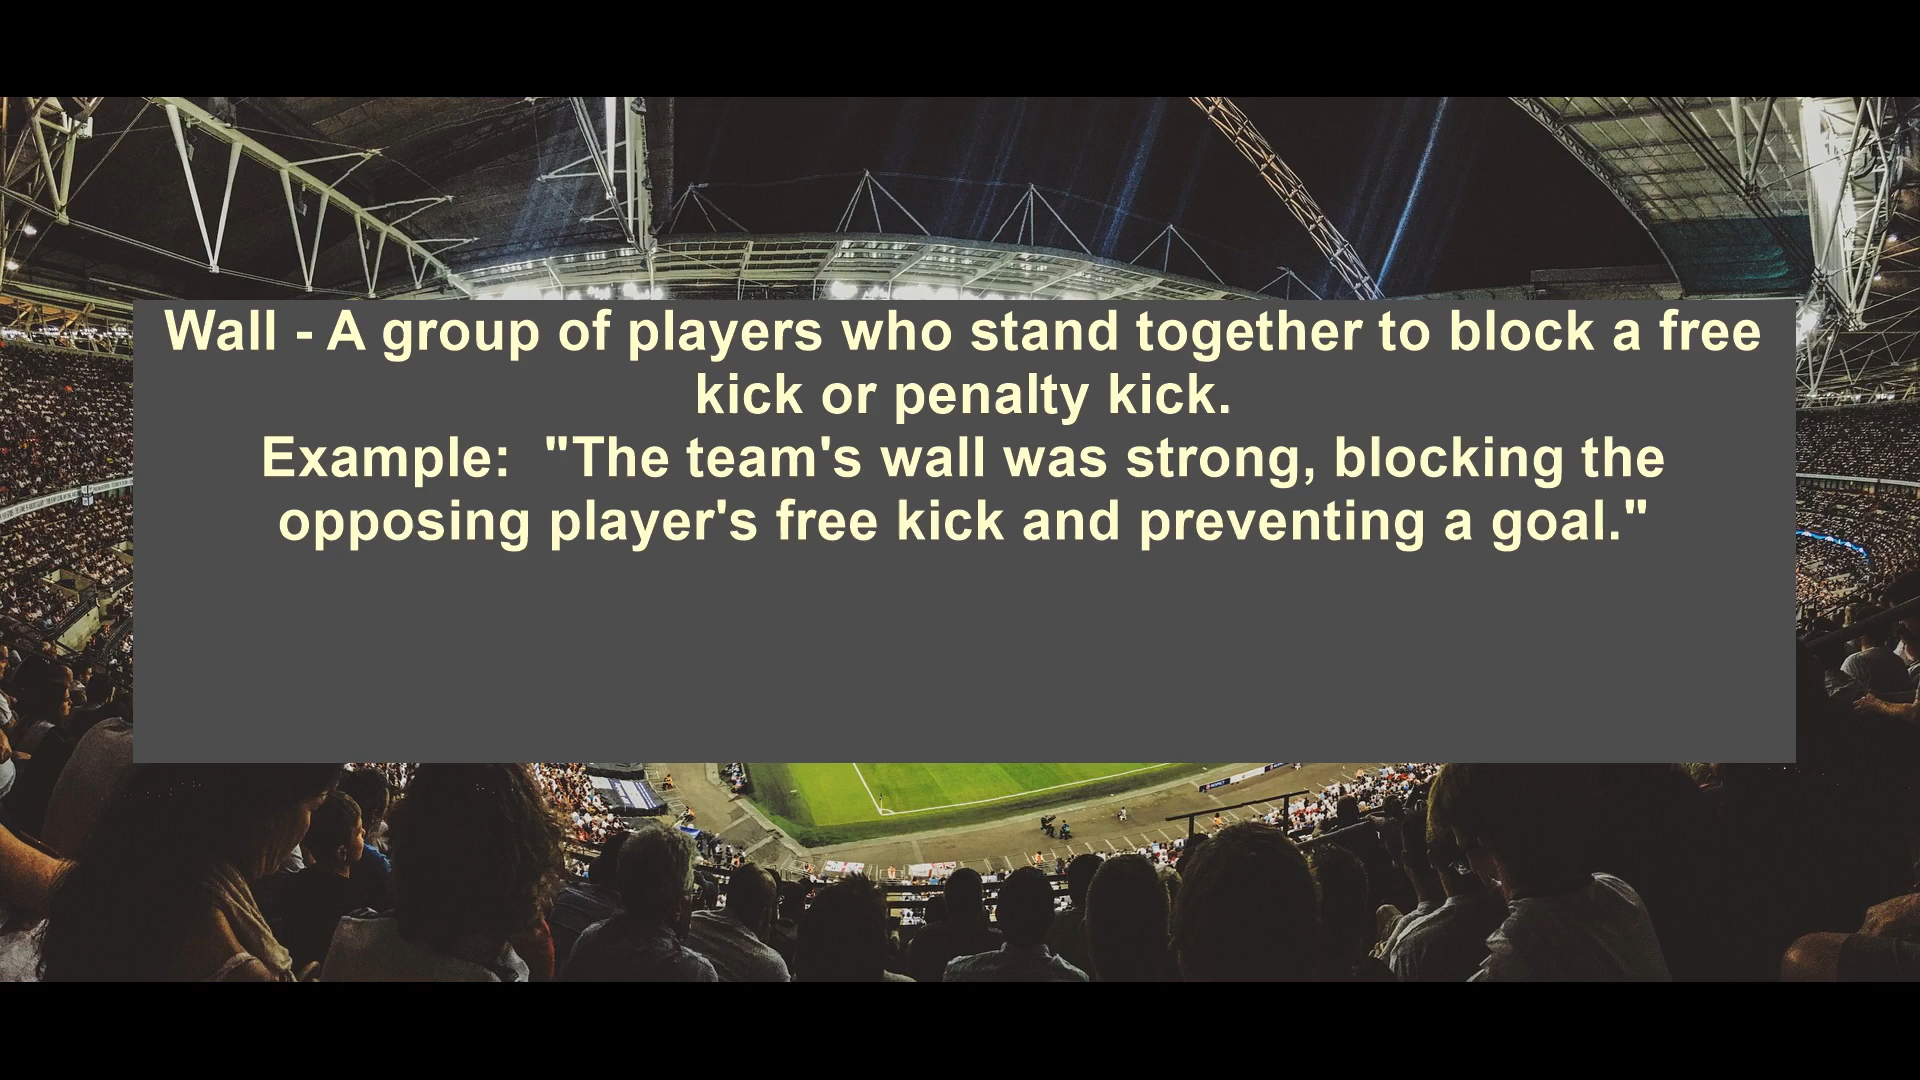 Wall - A group of players who stand together to block a free
kick or penalty kick.
Example:  "The team's wall was strong, blocking the
opposing player's free kick and preventing a goal."